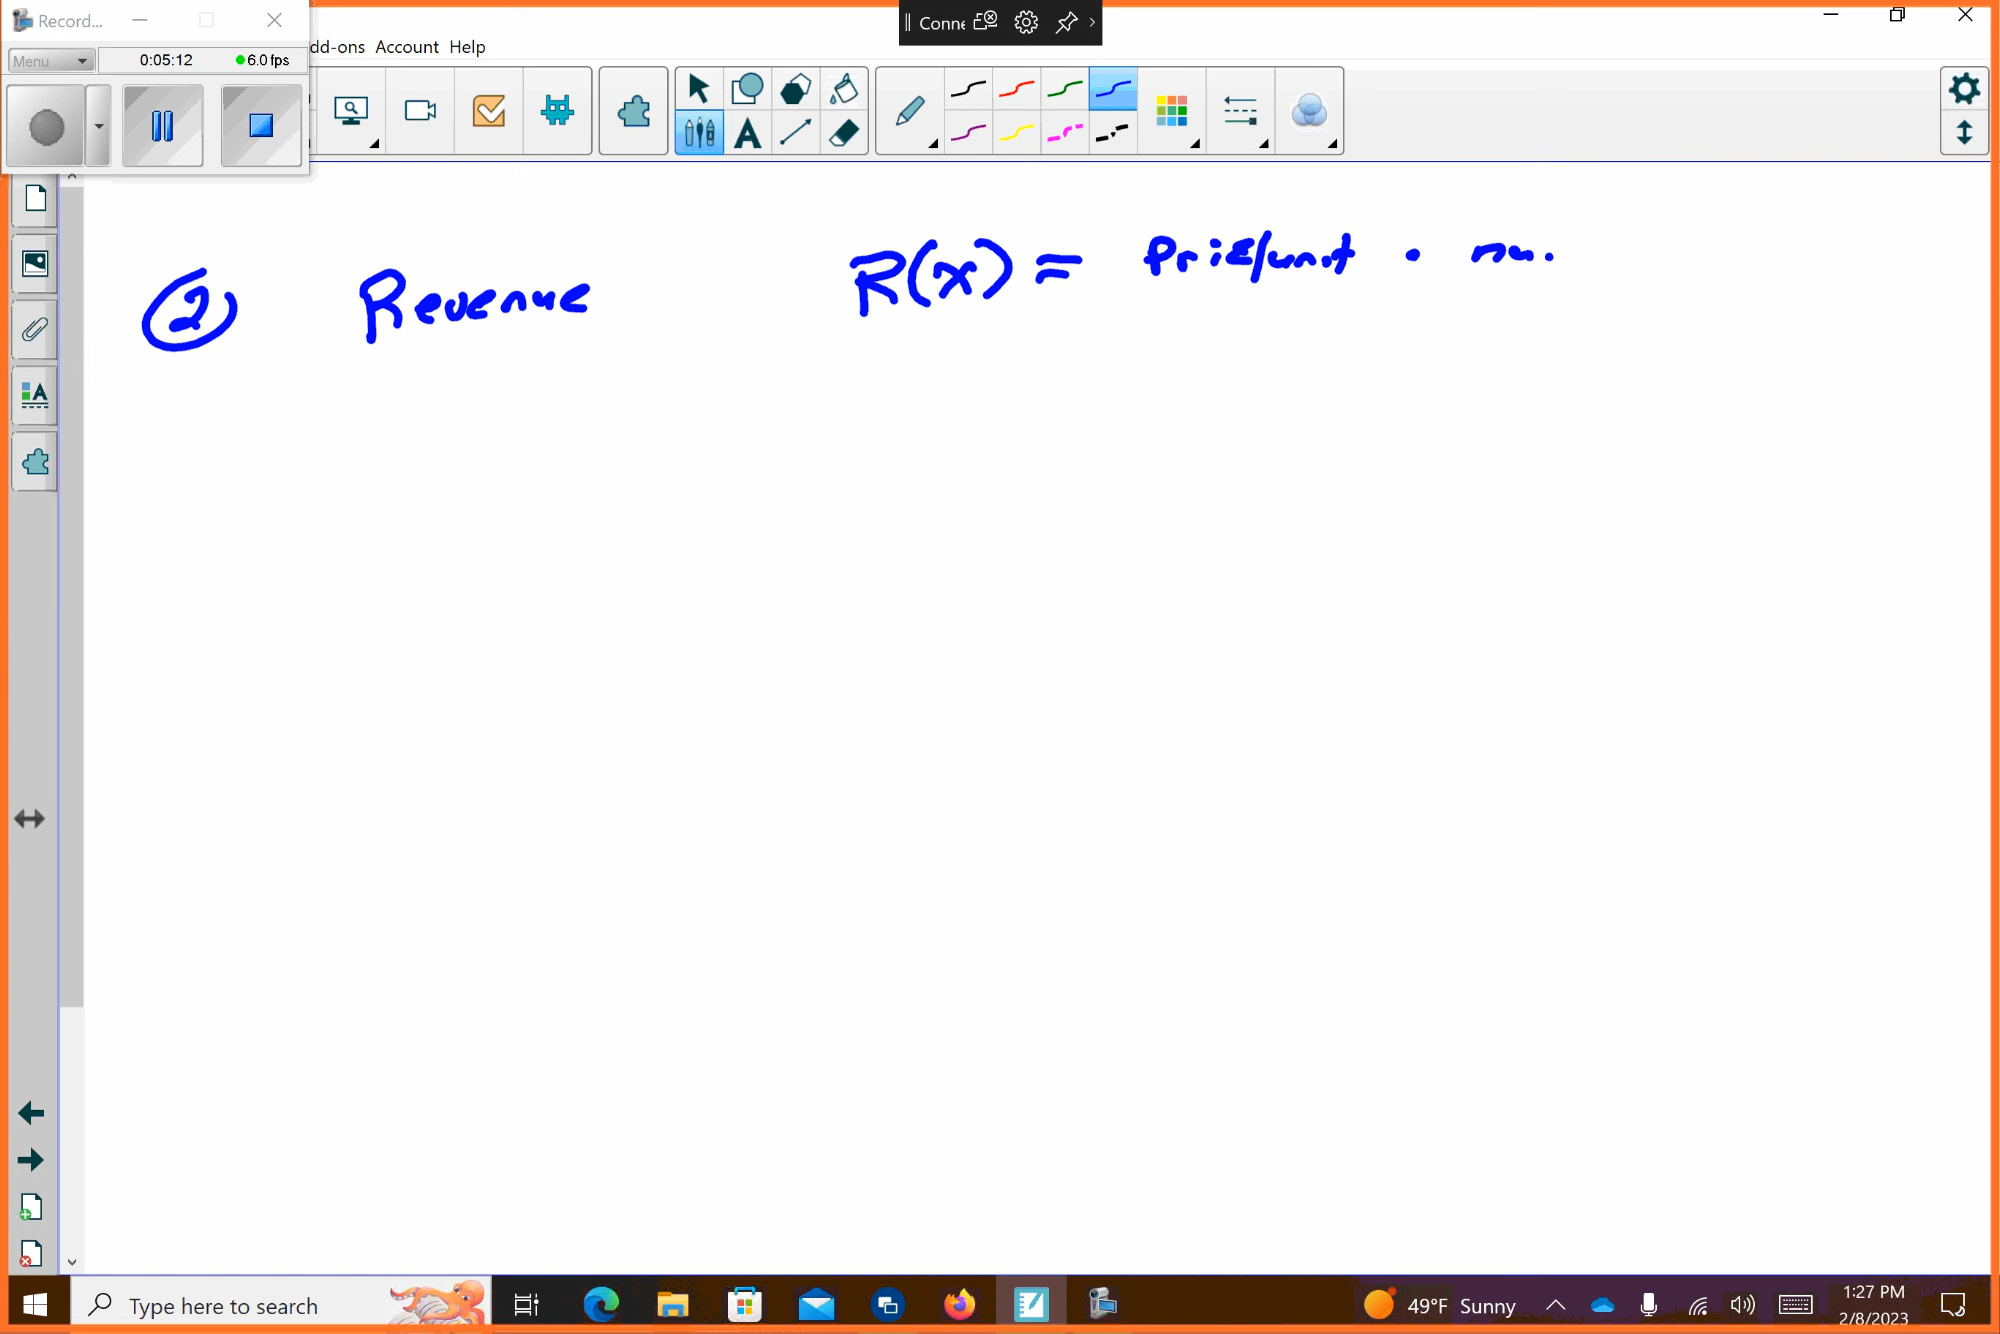 Record...
Menu 0:05:12 6.0 fps
Conne
dd-ons Account Help
② Revenue R(x) = Price/unit · nu.
Type here to search
49°F Sunny
1:27 PM
2/8/2023